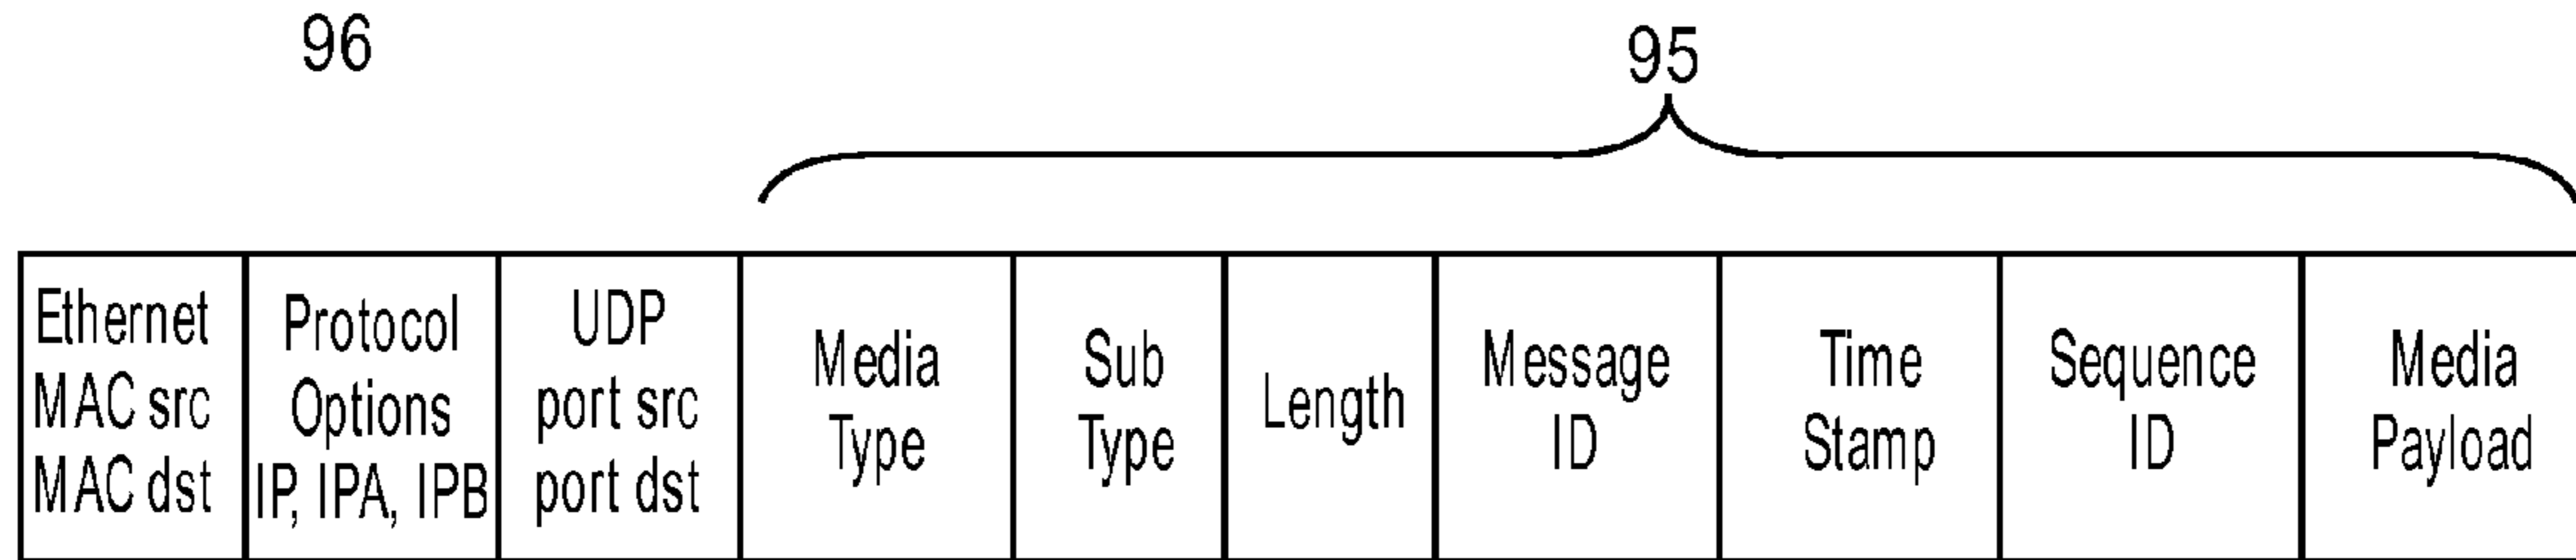 96
95
Ethernet
MAC src
MAC dst
Protocol
Options
IP, IPA, IPB
UDP
port src
port dst
Media
Type
Sub
Type
Length
Message
ID
Time
Stamp
Sequence
ID
Media
Payload